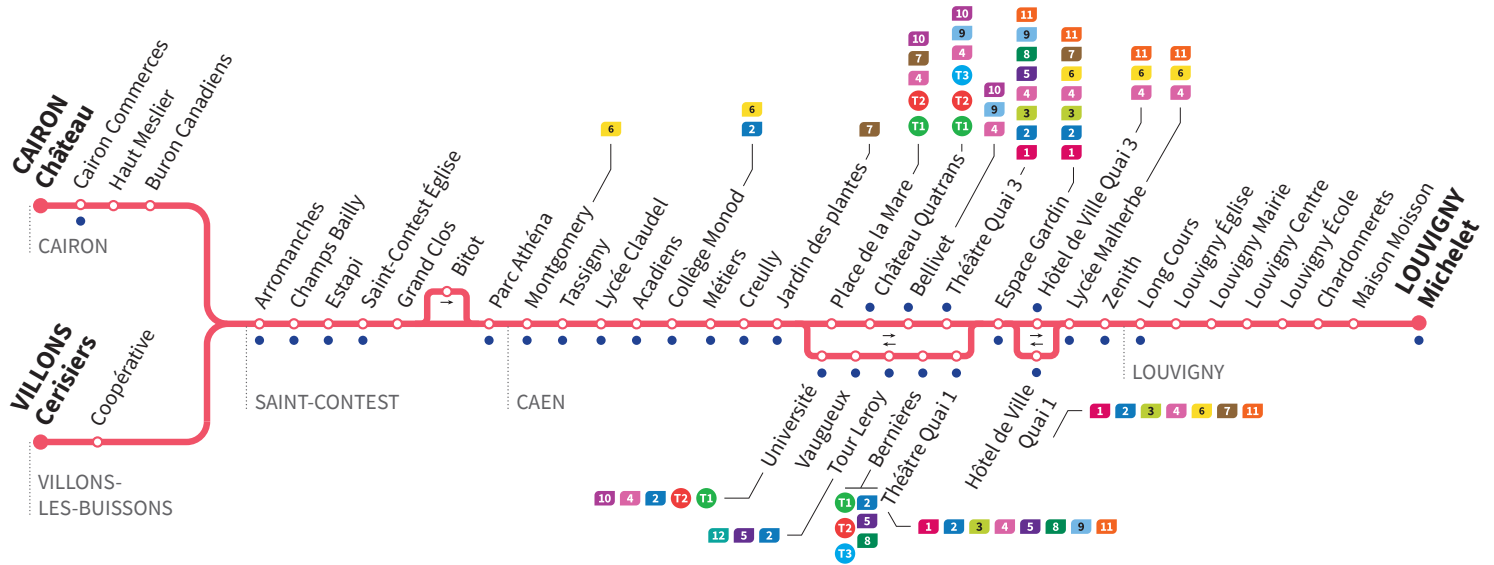 CAIRON
Château
Cairon Commerces
Haut Meslier
Buron Canadiens
CAIRON
VILLONS
Cerisiers
Coopérative
VILLONS-
LES-BUISSONS
Arromanches
Champs Bailly
Estapi
Saint-Contest Église
Grand Clos
Bitot
SAINT-CONTEST
Parc Athéna
Montgomery
6
Tassigny
Lycée Claudel
Acadiens
Collège Monod
6
2
Métiers
Creully
Jardin des plantes
7
CAEN
Place de la Mare
10
7
4
T2
T1
Château Quatrans
10
9
4
T3
T2
T1
Bellivet
10
9
4
Théâtre Quai 3
11
9
8
5
4
3
2
1
Espace Gardin
11
7
6
4
3
2
1
Hôtel de Ville Quai 3
11
6
4
Lycée Malherbe
11
6
4
Zenith
Long Cours
Louvigny Église
Louvigny Mairie
Louvigny Centre
Louvigny École
Chardonnerets
Maison Moisson
LOUVIGNY
Michelet
LOUVIGNY
Université
10 4 2 T2 T1
Vaugueux
Tour Leroy
12 5 2
Bernières
T1 2
T2 5
T3 8
Théâtre Quai 1
1 2 3 4 5 8 9 11
Hôtel de Ville
Quai 1
1 2 3 4 6 7 11